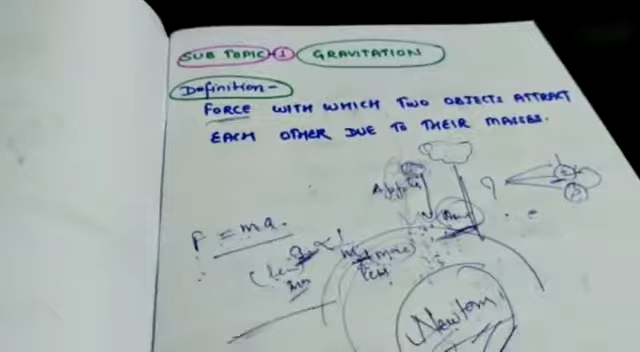 SUB TOPIC-1 GRAVITATION
Definition-
FORCE WITH WHICH TWO OBJECTS ATTRACT
EACH OTHER DUE TO THEIR MASSES.
Apple
F = ma.
Newton